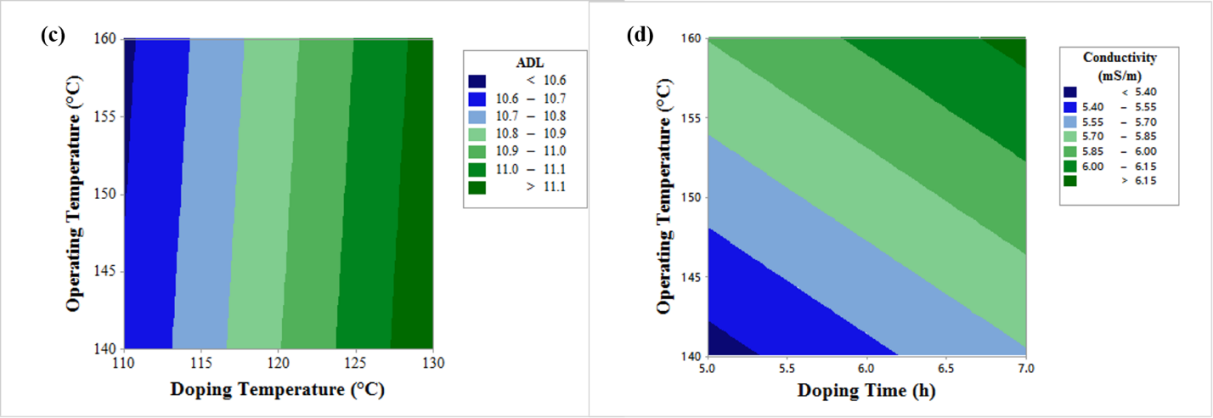 (c)
160
155
150
145
140
110
115
120
125
130
Operating Temperature (°C)
Doping Temperature (°C)
ADL
< 10.6
10.6 – 10.7
10.7 – 10.8
10.8 – 10.9
10.9 – 11.0
11.0 – 11.1
> 11.1
(d)
160
155
150
145
140
5.0
5.5
6.0
6.5
7.0
Operating Temperature (°C)
Doping Time (h)
Conductivity
(mS/m)
< 5.40
5.40 – 5.55
5.55 – 5.70
5.70 – 5.85
5.85 – 6.00
6.00 – 6.15
> 6.15